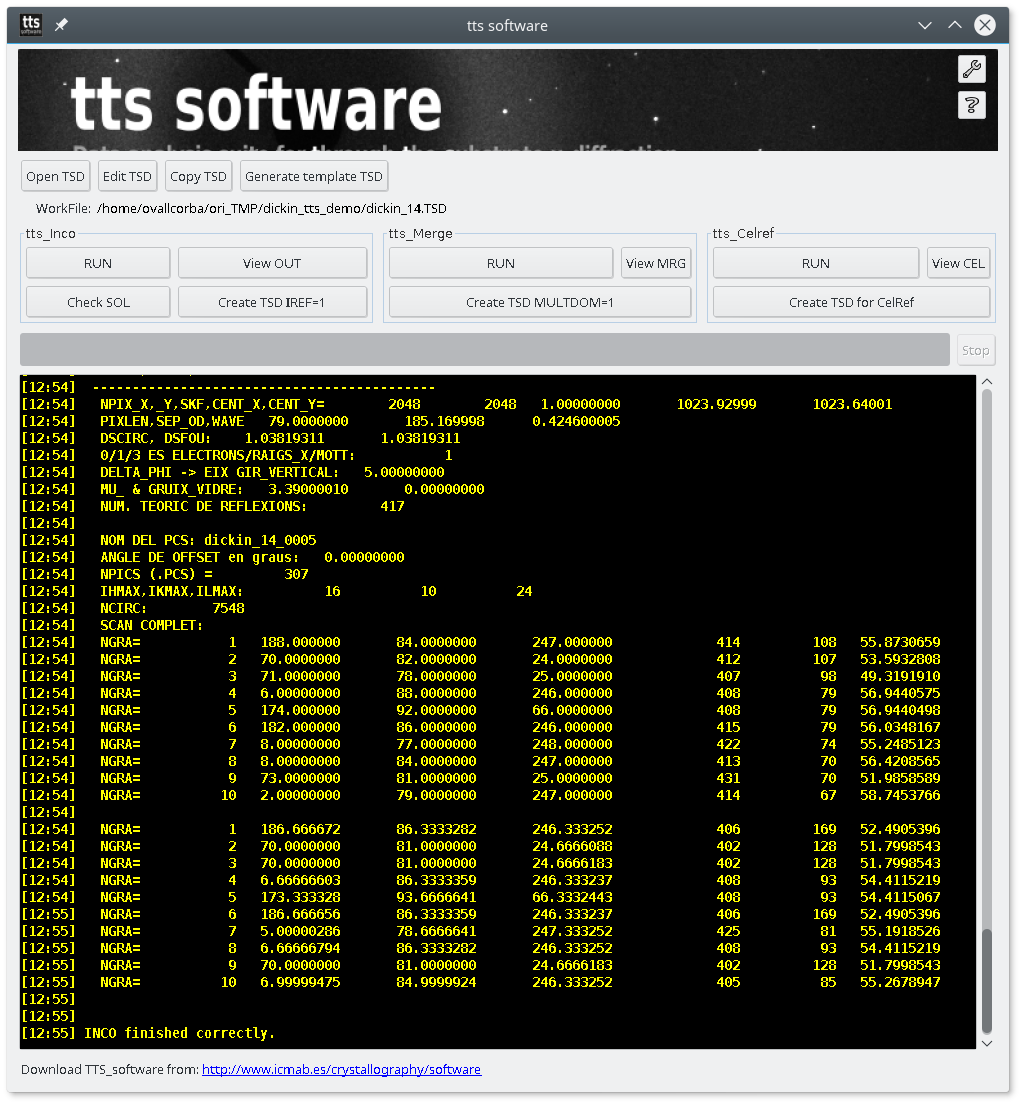 tts software
tts software
tts software
Data analysis suite for through the substrate x-diffraction
Open TSD Edit TSD Copy TSD Generate template TSD
WorkFile: /home/ovallcorba/ori_TMP/dickin_tts_demo/dickin_14.TSD
tts_Inco tts_Merge tts_Celref
RUN View OUT RUN View MRG RUN View CEL
Check SOL Create TSD IREF=1 Create TSD MULTDOM=1 Create TSD for CelRef
Stop
[12:54] -------------------------------------------
[12:54] NPIX_X,_Y,SKF,CENT_X,CENT_Y= 2048 2048 1.00000000 1023.92999 1023.64001
[12:54] PIXLEN,SEP_OD,WAVE 79.0000000 185.169998 0.424600005
[12:54] DSCIRC, DSFOU: 1.03819311 1.03819311
[12:54] 0/1/3 ES ELECTRONS/RAIGS_X/MOTT: 1
[12:54] DELTA_PHI -> EIX GIR_VERTICAL: 5.00000000
[12:54] MU_ & GRUIX_VIDRE: 3.39000010 0.00000000
[12:54] NUM. TEORIC DE REFLEXIONS: 417
[12:54]
[12:54] NOM DEL PCS: dickin_14_0005
[12:54] ANGLE DE OFFSET en graus: 0.00000000
[12:54] NPICS (.PCS) = 307
[12:54] IHMAX,IKMAX,ILMAX: 16 10 24
[12:54] NCIRC: 7548
[12:54] SCAN COMPLET:
[12:54] NGRA= 1 188.000000 84.0000000 247.000000 414 108 55.8730659
[12:54] NGRA= 2 70.0000000 82.0000000 24.0000000 412 107 53.5932808
[12:54] NGRA= 3 71.0000000 78.0000000 25.0000000 407 98 49.3191910
[12:54] NGRA= 4 6.00000000 88.0000000 246.000000 408 79 56.9440575
[12:54] NGRA= 5 174.000000 92.0000000 66.0000000 408 79 56.9440498
[12:54] NGRA= 6 182.000000 86.0000000 246.000000 415 79 56.0348167
[12:54] NGRA= 7 8.00000000 77.0000000 248.000000 422 74 55.2485123
[12:54] NGRA= 8 8.00000000 84.0000000 247.000000 413 70 56.4208565
[12:54] NGRA= 9 73.0000000 81.0000000 25.0000000 431 70 51.9858589
[12:54] NGRA= 10 2.00000000 79.0000000 247.000000 414 67 58.7453766
[12:54]
[12:54] NGRA= 1 186.666672 86.3333282 246.333252 406 169 52.4905396
[12:54] NGRA= 2 70.0000000 81.0000000 24.6666088 402 128 51.7998543
[12:54] NGRA= 3 70.0000000 81.0000000 24.6666183 402 128 51.7998543
[12:54] NGRA= 4 6.66666603 86.3333359 246.333237 408 93 54.4115219
[12:54] NGRA= 5 173.333328 93.6666641 66.3332443 408 93 54.4115067
[12:55] NGRA= 6 186.666656 86.3333359 246.333237 406 169 52.4905396
[12:55] NGRA= 7 5.00000286 78.6666641 247.333252 425 81 55.1918526
[12:55] NGRA= 8 6.66666794 86.3333282 246.333252 408 93 54.4115219
[12:55] NGRA= 9 70.0000000 81.0000000 24.6666183 402 128 51.7998543
[12:55] NGRA= 10 6.99999475 84.9999924 246.333252 405 85 55.2678947
[12:55]
[12:55]
[12:55] INCO finished correctly.
Download TTS_software from: http://www.icmab.es/crystallography/software